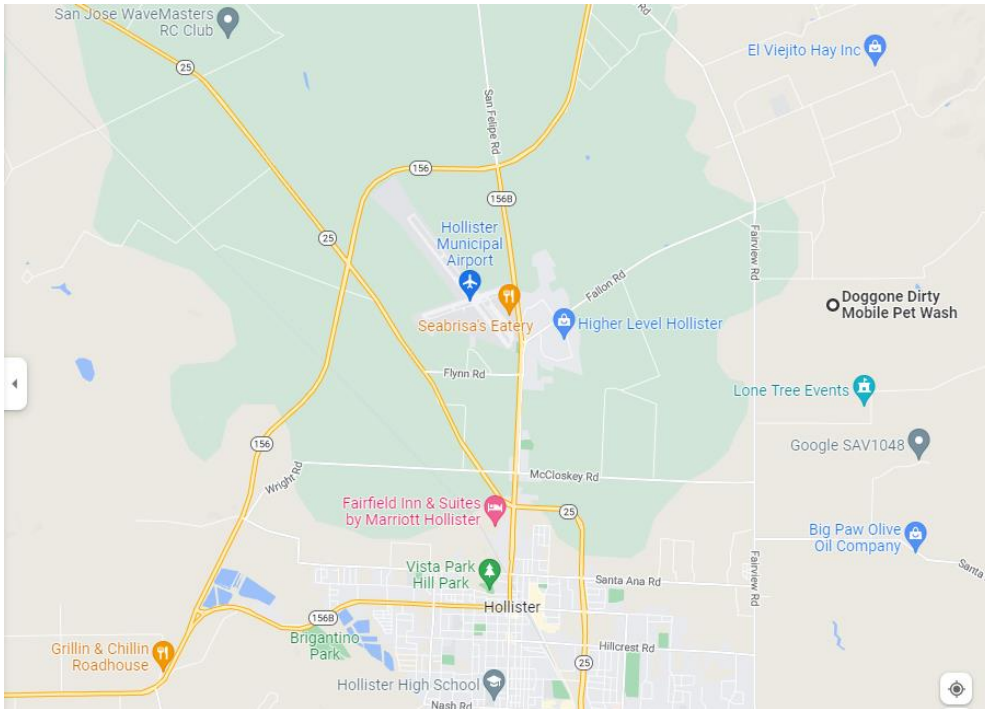 San Jose WaveMasters
RC Club
Rd
El Viejito Hay Inc
25
San Felipe Rd
156
156B
Hollister
Municipal
Airport
25
Fairview Rd
Fallon Rd
Doggone Dirty
Mobile Pet Wash
Seabrisa's Eatery
Higher Level Hollister
Flynn Rd
Lone Tree Events
156
Google SAV1048
Wright Rd
McCloskey Rd
Fairfield Inn & Suites
by Marriott Hollister
25
Big Paw Olive
Oil Company
Vista Park
Hill Park
Santa Ana Rd
Fairview Rd
Santa
Hollister
156B
Brigantino
Park
Hillcrest Rd
Grillin & Chillin
Roadhouse
25
Hollister High School
Nash Rd